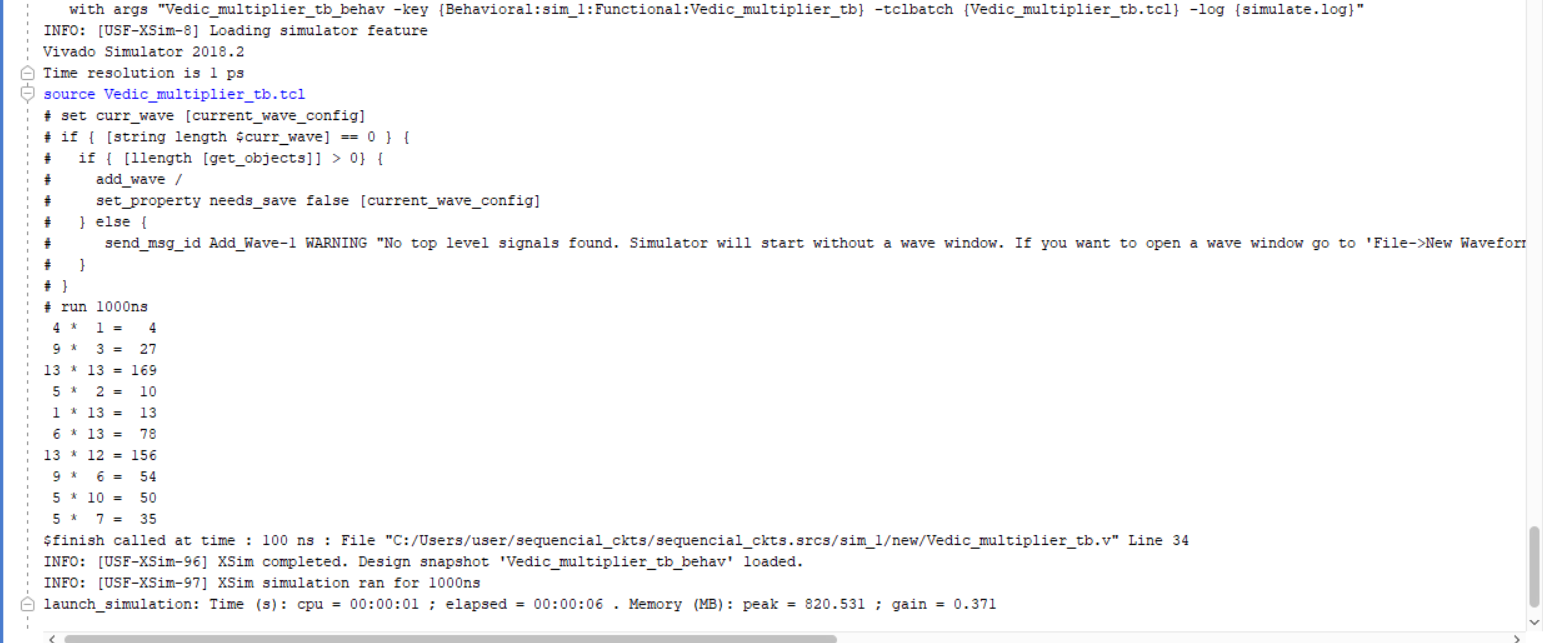 with args "Vedic_multiplier_tb_behav -key {Behavioral:sim_1:Functional:Vedic_multiplier_tb} -tclbatch {Vedic_multiplier_tb.tcl} -log {simulate.log}"
INFO: [USF-XSim-8] Loading simulator feature
Vivado Simulator 2018.2
Time resolution is 1 ps
source Vedic_multiplier_tb.tcl
# set curr_wave [current_wave_config]
# if { [string length $curr_wave] == 0 } {
#   if { [llength [get_objects]] > 0} {
#     add_wave /
#     set_property needs_save false [current_wave_config]
#   } else {
#      send_msg_id Add_Wave-1 WARNING "No top level signals found. Simulator will start without a wave window. If you want to open a wave window go to 'File->New Waveform
#   }
# }
# run 1000ns
 4 *  1 =   4
 9 *  3 =  27
13 * 13 = 169
 5 *  2 =  10
 1 * 13 =  13
 6 * 13 =  78
13 * 12 = 156
 9 *  6 =  54
 5 * 10 =  50
 5 *  7 =  35
$finish called at time : 100 ns : File "C:/Users/user/sequencial_ckts/sequencial_ckts.srcs/sim_1/new/Vedic_multiplier_tb.v" Line 34
INFO: [USF-XSim-96] XSim completed. Design snapshot 'Vedic_multiplier_tb_behav' loaded.
INFO: [USF-XSim-97] XSim simulation ran for 1000ns
launch_simulation: Time (s): cpu = 00:00:01 ; elapsed = 00:00:06 . Memory (MB): peak = 820.531 ; gain = 0.371